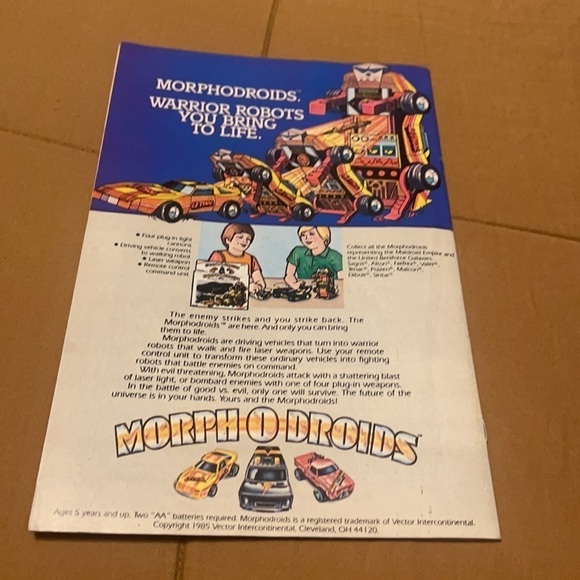 MORPHODROIDS.™
WARRIOR ROBOTS
YOU BRING
TO LIFE.
• Four plug-in light
cannons
• Driving vehicle converts
to walking robot
• Laser weapon
• Remote control
command unit
Collect all the Morphodroids
representing the Maldroid Empire and
the United
The enemy strikes and you strike back. The
Morphodroids™ are here. And only you can bring
them to life.
Morphodroids are driving vehicles that turn into warrior
robots that walk and fire laser weapons. Use your remote
control unit to transform these ordinary vehicles into fighting
robots that battle enemies on command.
With evil threatening, Morphodroids attack with a shattering blast
of laser light, or bombard enemies with one of four plug-in weapons.
In the battle of good vs. evil, only one will survive. The future of the
universe is in your hands. Yours and the Morphodroids!
MORPH-O-DROIDS™
Ages 5 years and up. Two "AA" batteries required. Morphodroids is a registered trademark of Vector Intercontinental.
Copyright 1985 Vector Intercontinental, Cleveland, OH 44120.